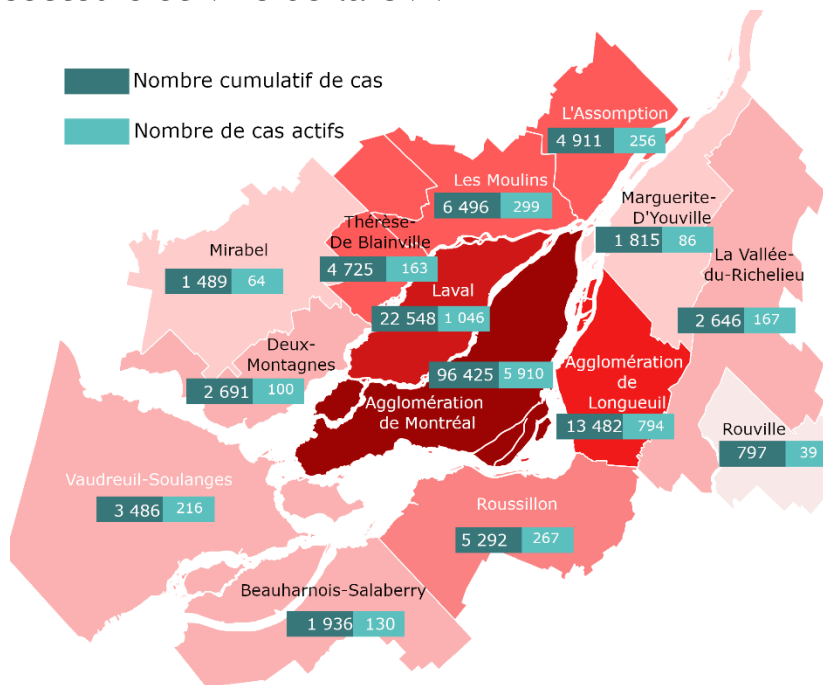 Nombre cumulatif de cas
Nombre de cas actifs
L'Assomption
4 911 256
Les Moulins
6 496 299
Marguerite-
D'Youville
1 815 86
Thérèse-
De Blainville
4 725 163
Mirabel
1 489 64
La Vallée-
du-Richelieu
2 646 167
Laval
22 548 1 046
Deux-
Montagnes
2 691 100
96 425 5 910
Agglomération
de Montréal
Agglomération
de
Longueuil
13 482 794
Rouville
797 39
Vaudreuil-Soulanges
3 486 216
Roussillon
5 292 267
Beauharnois-Salaberry
1 936 130